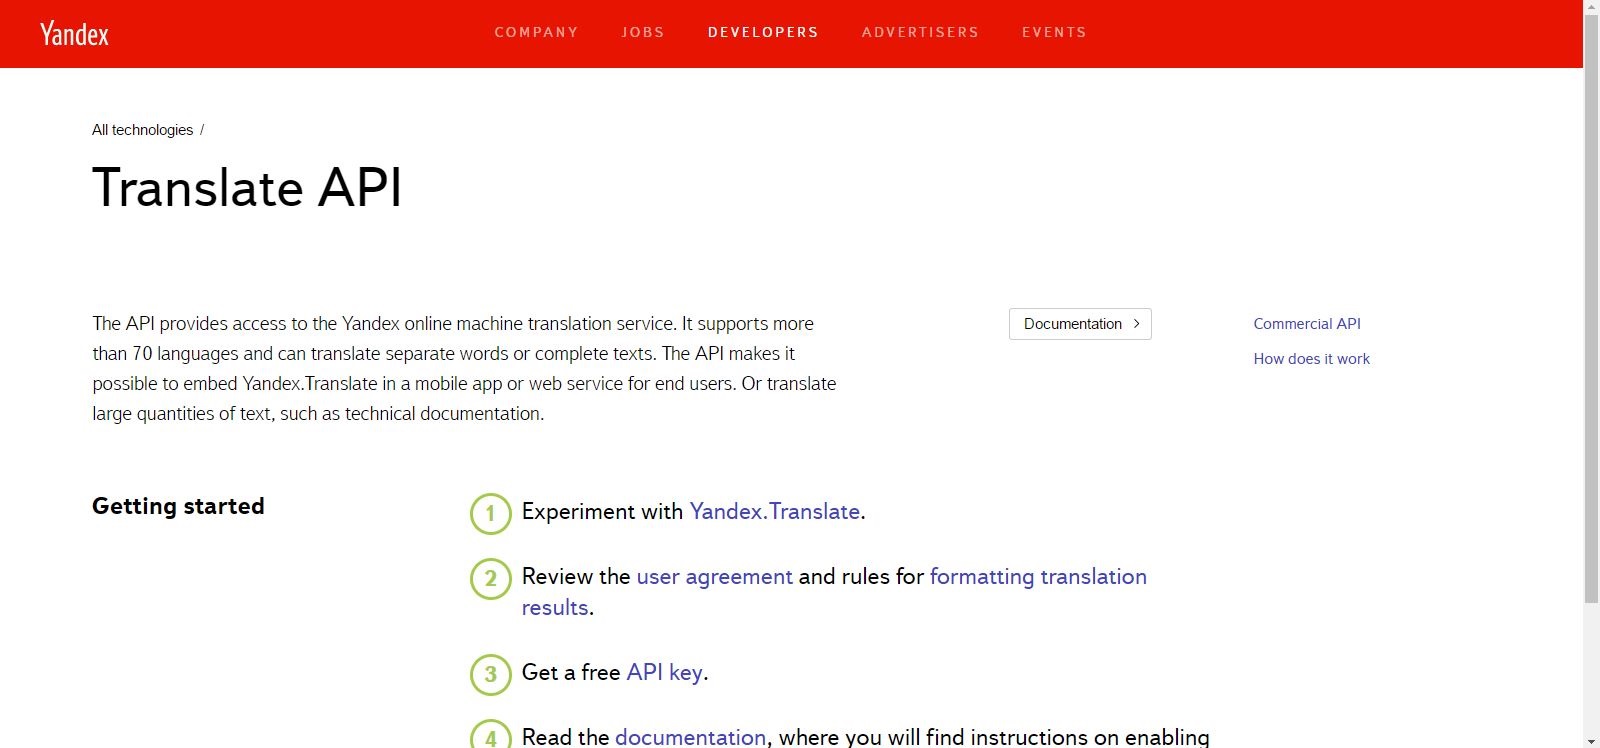 Yandex
COMPANY JOBS DEVELOPERS ADVERTISERS EVENTS
All technologies /
Translate API
The API provides access to the Yandex online machine translation service. It supports more
than 70 languages and can translate separate words or complete texts. The API makes it
possible to embed Yandex.Translate in a mobile app or web service for end users. Or translate
large quantities of text, such as technical documentation.
Documentation >
Commercial API
How does it work
Getting started
1 Experiment with Yandex.Translate.
2 Review the user agreement and rules for formatting translation
results.
3 Get a free API key.
4 Read the documentation, where you will find instructions on enabling